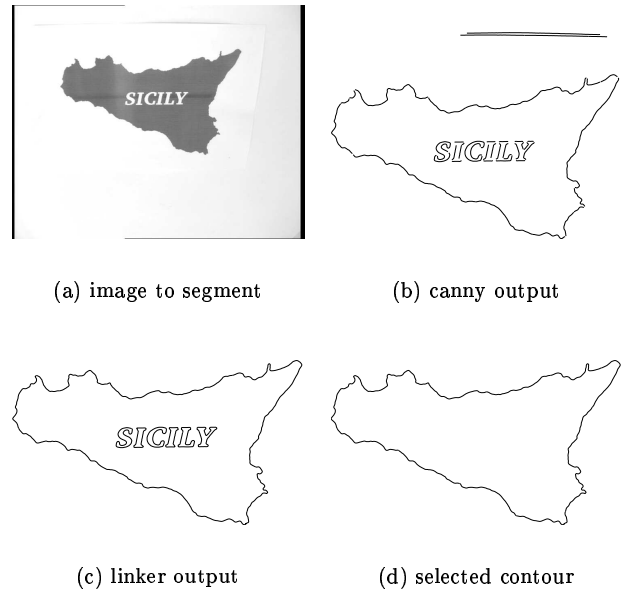 SICILY
SICILY
(a) image to segment
(b) canny output
SICILY
(c) linker output
(d) selected contour